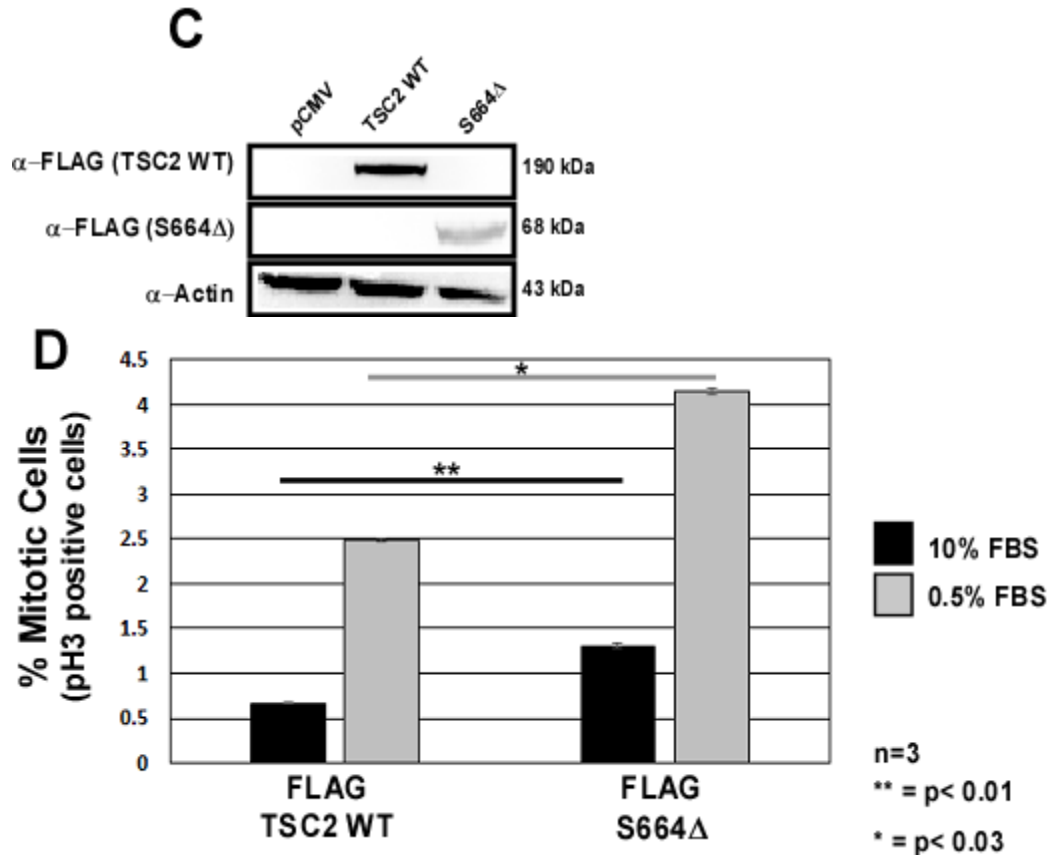 C
pCMV
TSC2 WT
S664Δ
α–FLAG (TSC2 WT)
190 kDa
α–FLAG (S664Δ)
68 kDa
α–Actin
43 kDa
D
% Mitotic Cells
(pH3 positive cells)
4.5
4
3.5
3
2.5
2
1.5
1
0.5
0
*
**
FLAG
TSC2 WT
FLAG
S664Δ
10% FBS
0.5% FBS
n=3
** = p< 0.01
* = p< 0.03